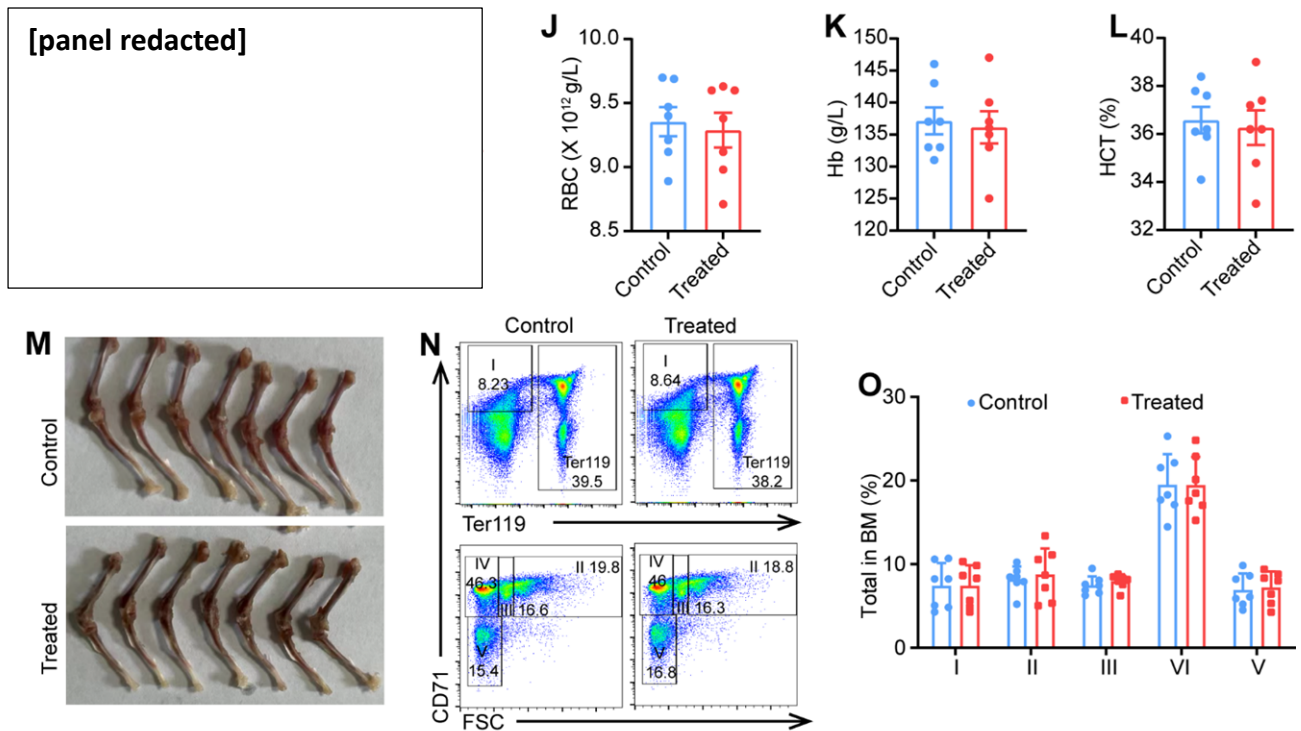 [panel redacted]
J
RBC (X 10¹² g/L)
10.0
9.5
9.0
8.5
Control
Treated
K
Hb (g/L)
150
145
140
135
130
125
120
Control
Treated
L
HCT (%)
40
38
36
34
32
Control
Treated
M
Control
Treated
N
Control
Treated
I
8.23
Ter119
39.5
I
8.64
Ter119
38.2
Ter119
IV
46.3
II 19.8
III
16.6
V
15.4
IV
46
II 18.8
III
16.3
V
16.8
CD71
FSC
O
Control
Treated
Total in BM (%)
30
20
10
0
I
II
III
VI
V